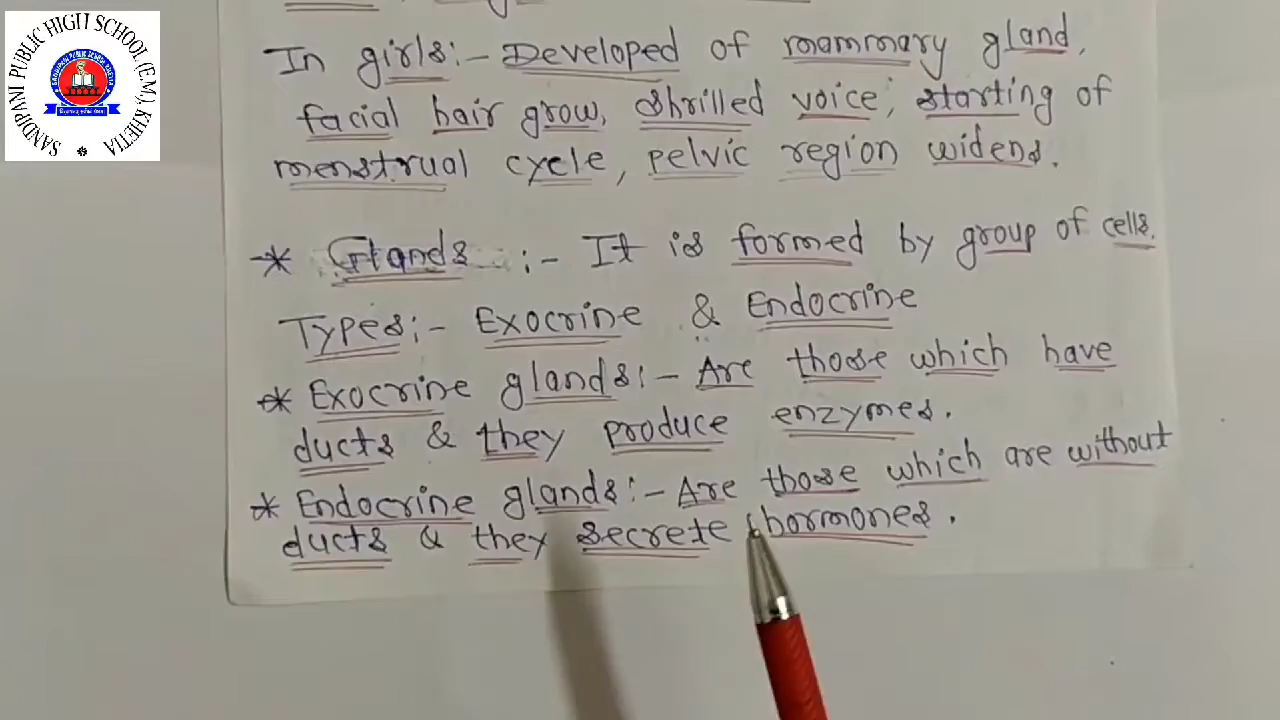 SANDIPANI PUBLIC HIGH SCHOOL (E.M), KHETIA
In girls:- Developed of mammary gland,
facial hair grow, Shrilled voice, starting of
menstrual cycle, pelvic region widens.
* Glands :- It is formed by group of cells.
Types:- Exocrine & Endocrine
* Exocrine glands:- Are those which have
ducts & they produce enzymes.
* Endocrine glands:- Are those which are without
ducts & they secrete hormones.